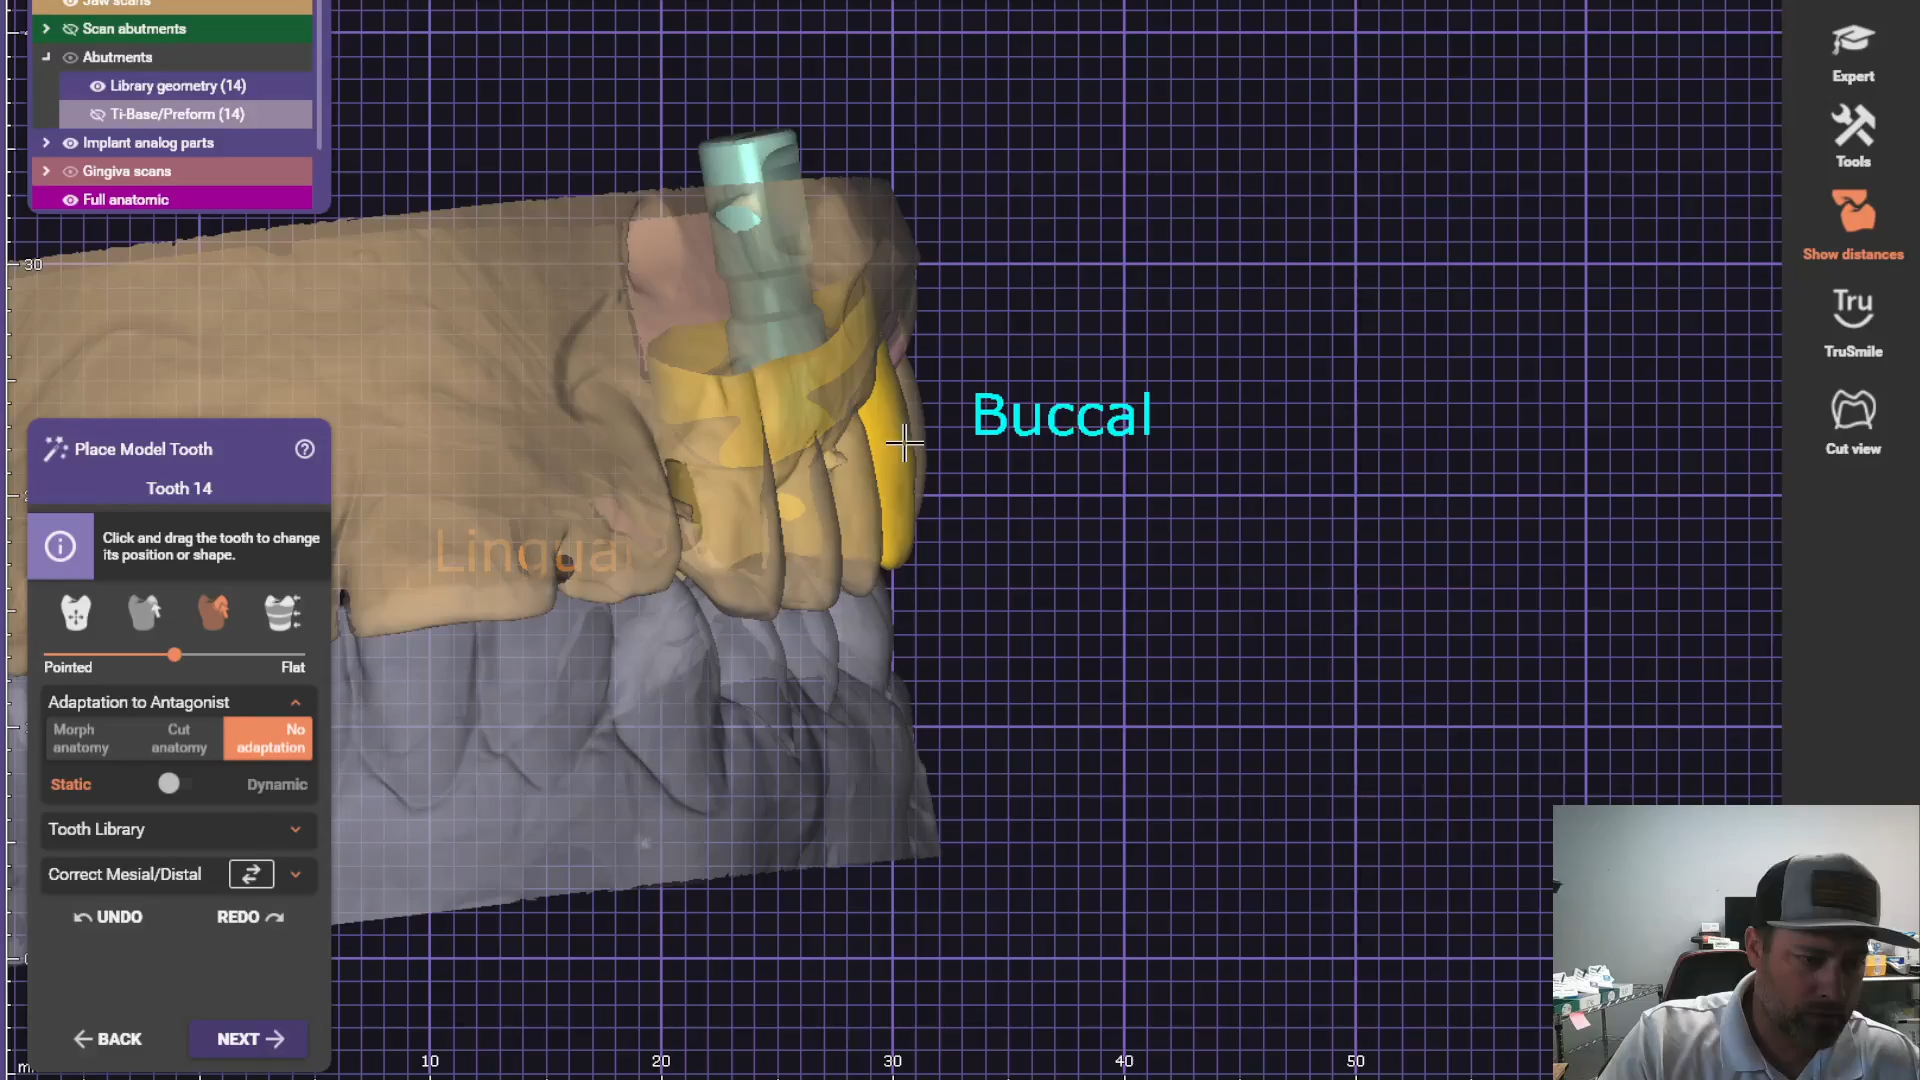 Jaw scans
Scan abutments
Abutments
Library geometry (14)
Ti-Base/Preform (14)
Implant analog parts
Gingiva scans
Full anatomic
30
Place Model Tooth
Tooth 14
Click and drag the tooth to change
its position or shape.
Pointed
Flat
Adaptation to Antagonist
Morph
anatomy
Cut
anatomy
No
adaptation
Static
Dynamic
Tooth Library
Correct Mesial/Distal
UNDO
REDO
BACK
NEXT
Lingual
Buccal
10
20
30
40
50
Expert
Tools
Show distances
Tru
TruSmile
Cut view